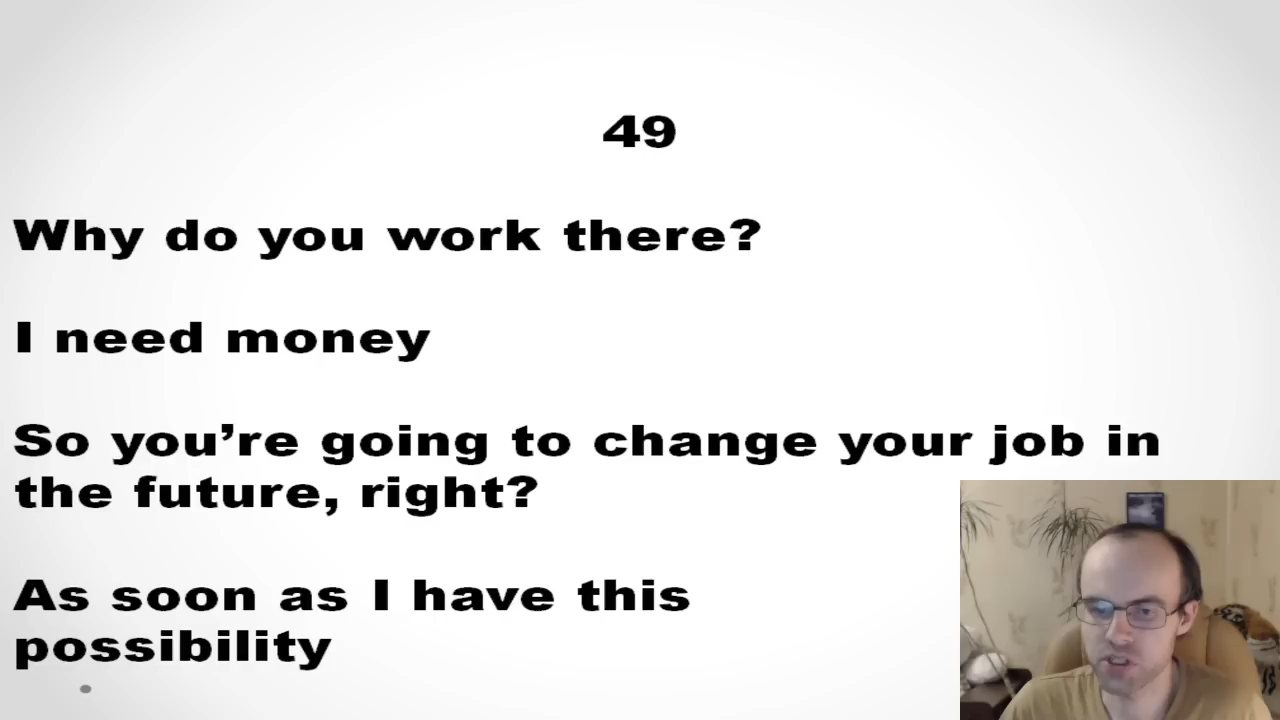 49
Why do you work there?
I need money
So you’re going to change your job in
the future, right?
As soon as I have this
possibility